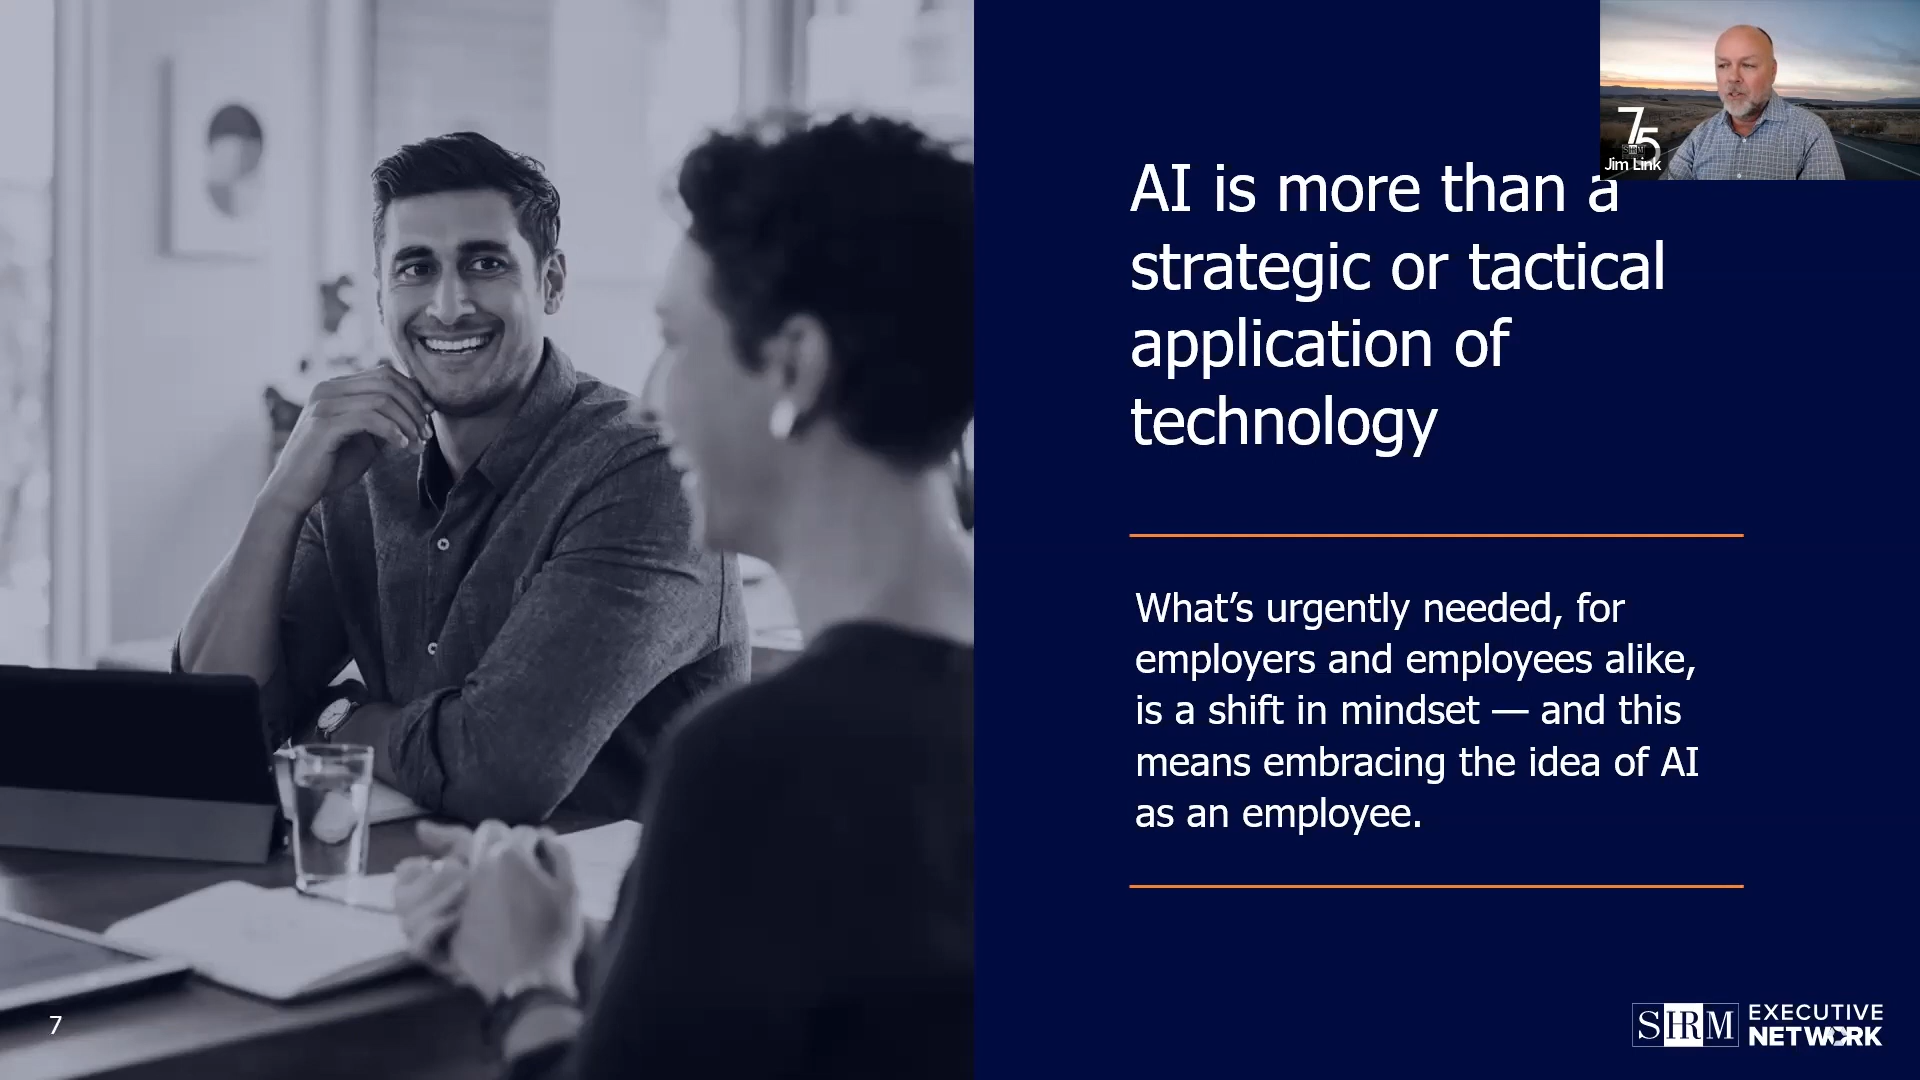 75
SHRM
Jim Link
AI is more than a
strategic or tactical
application of
technology
What’s urgently needed, for
employers and employees alike,
is a shift in mindset — and this
means embracing the idea of AI
as an employee.
7
SHRM EXECUTIVE
NETWORK